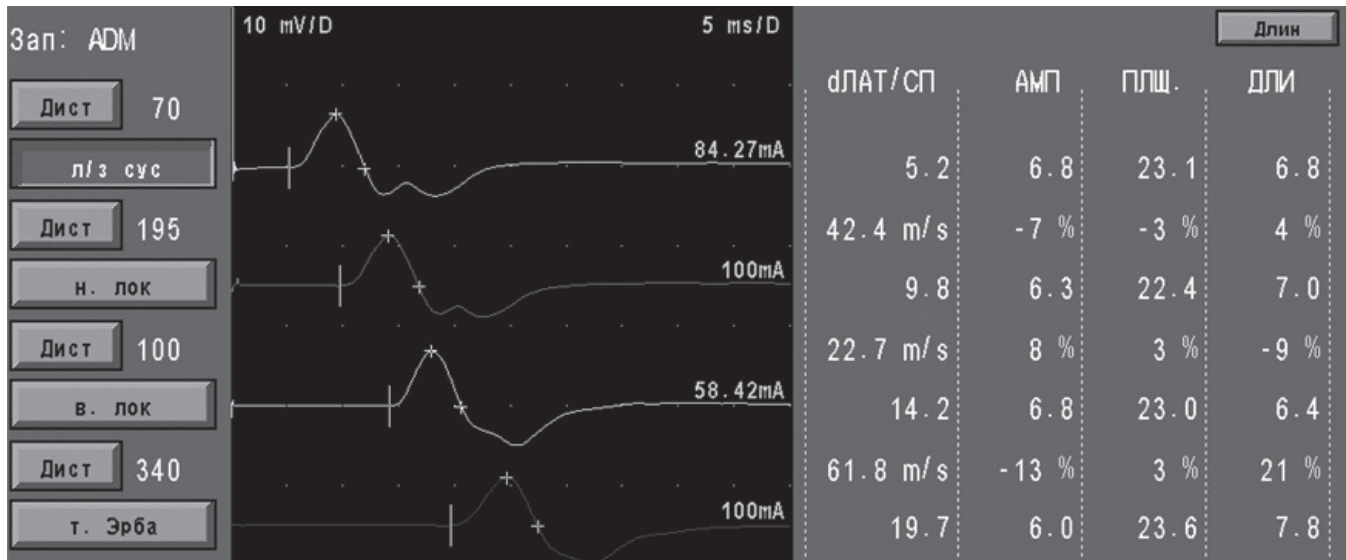 Зап: ADM
10 mV/D 5 ms/D
Длин
dЛАТ/СП АМП ПЛЩ. ДЛИ
Дист 70
л/з сус
84.27mA
5.2 6.8 23.1 6.8
Дист 195
42.4 m/s -7 % -3 % 4 %
н. лок
100mA
9.8 6.3 22.4 7.0
Дист 100
22.7 m/s 8 % 3 % -9 %
в. лок
58.42mA
14.2 6.8 23.0 6.4
Дист 340
61.8 m/s -13 % 3 % 21 %
т. Эрба
100mA
19.7 6.0 23.6 7.8